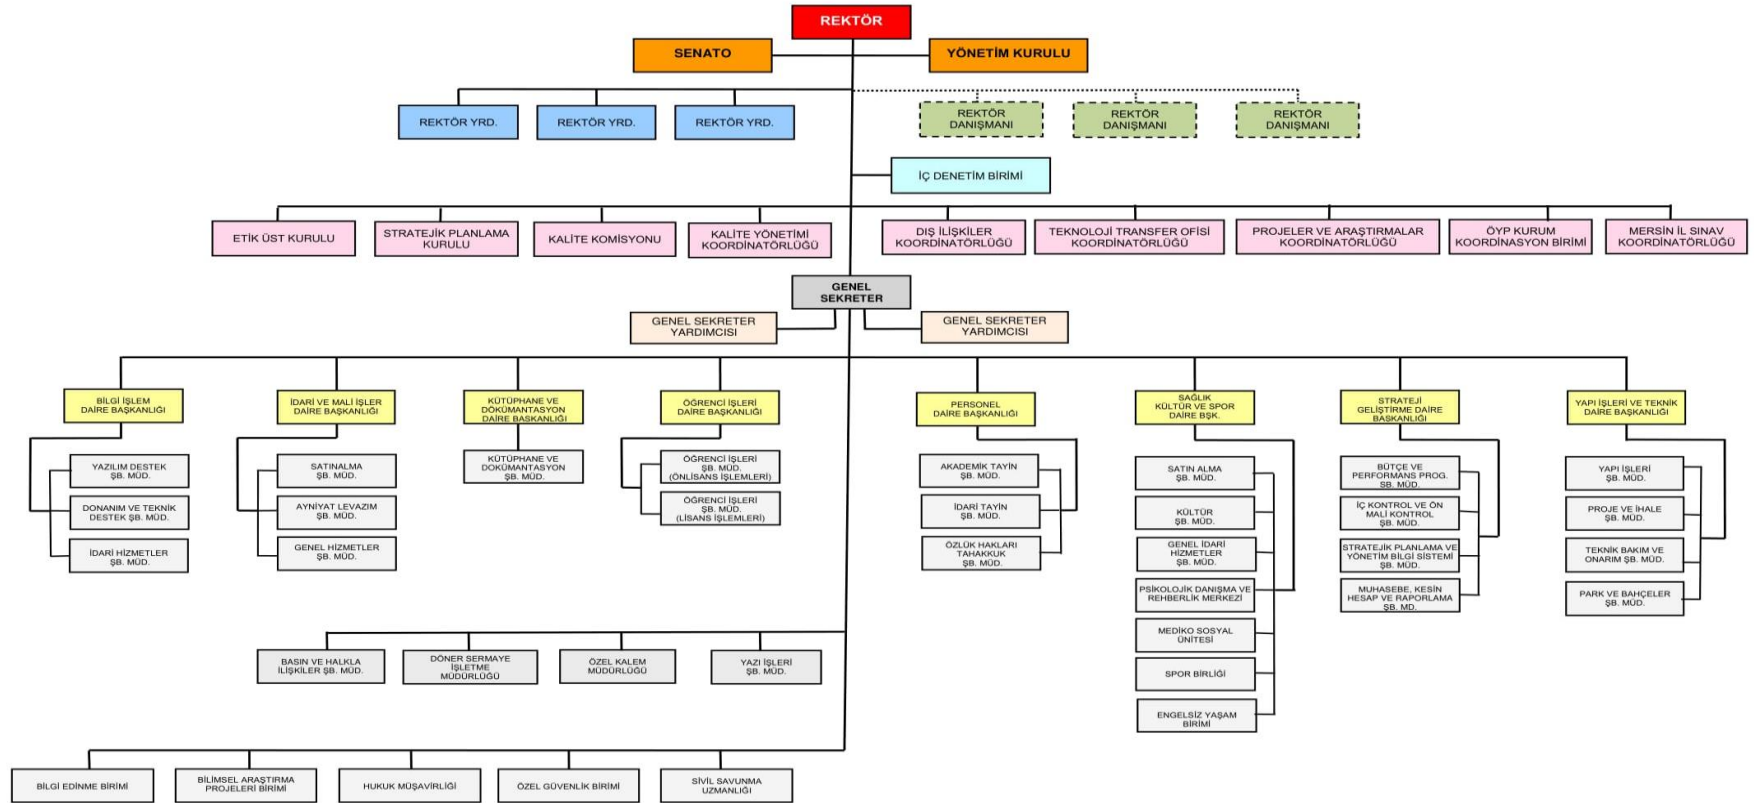 REKTÖR
SENATO
YÖNETİM KURULU
REKTÖR YRD.
REKTÖR YRD.
REKTÖR YRD.
REKTÖR
DANIŞMANI
REKTÖR
DANIŞMANI
REKTÖR
DANIŞMANI
İÇ DENETİM BİRİMİ
ETİK ÜST KURULU
STRATEJİK PLANLAMA
KURULU
KALİTE KOMİSYONU
KALİTE YÖNETİMİ
KOORDİNATÖRLÜĞÜ
DIŞ İLİŞKİLER
KOORDİNATÖRLÜĞÜ
TEKNOLOJİ TRANSFER OFİSİ
KOORDİNATÖRLÜĞÜ
PROJELER VE ARAŞTIRMALAR
KOORDİNATÖRLÜĞÜ
ÖYP KURUM
KOORDİNASYON BİRİMİ
MERSİN İL SINAV
KOORDİNATÖRLÜĞÜ
GENEL
SEKRETER
GENEL SEKRETER
YARDIMCISI
GENEL SEKRETER
YARDIMCISI
BİLGİ İŞLEM
DAİRE BAŞKANLIĞI
İDARİ VE MALİ İŞLER
DAİRE BAŞKANLIĞI
KÜTÜPHANE VE
DÖKÜMANTASYON
DAİRE BAŞKANLIĞI
ÖĞRENCİ İŞLERİ
DAİRE BAŞKANLIĞI
PERSONEL
DAİRE BAŞKANLIĞI
SAĞLIK
KÜLTÜR VE SPOR
DAİRE BŞK.
STRATEJİ
GELİŞTİRME DAİRE
BAŞKANLIĞI
YAPI İŞLERİ VE TEKNİK
DAİRE BAŞKANLIĞI
YAZILIM DESTEK
ŞB. MÜD.
DONANIM VE TEKNİK
DESTEK ŞB. MÜD.
İDARİ HİZMETLER
ŞB. MÜD.
SATINALMA
ŞB. MÜD.
AYNİYAT LEVAZIM
ŞB. MÜD.
GENEL HİZMETLER
ŞB. MÜD.
KÜTÜPHANE VE
DOKÜMANTASYON
ŞB. MÜD.
ÖĞRENCİ İŞLERİ
ŞB. MÜD.
(ÖNLİSANS İŞLEMLERİ)
ÖĞRENCİ İŞLERİ
ŞB. MÜD.
(LİSANS İŞLEMLERİ)
AKADEMİK TAYİN
ŞB. MÜD.
İDARİ TAYİN
ŞB. MÜD.
ÖZLÜK HAKLARI
TAHAKKUK
ŞB. MÜD.
SATIN ALMA
ŞB. MÜD.
KÜLTÜR
ŞB. MÜD.
GENEL İDARİ
HİZMETLER
ŞB. MÜD.
PSİKOLOJİK DANIŞMA VE
REHBERLİK MERKEZİ
MEDİKO SOSYAL
ÜNİTESİ
SPOR BİRLİĞİ
ENGELSİZ YAŞAM
BİRİMİ
BÜTÇE VE
PERFORMANS PROG.
ŞB. MÜD.
İÇ KONTROL VE ÖN
MALİ KONTROL
ŞB. MÜD.
STRATEJİK PLANLAMA VE
YÖNETİM BİLGİ SİSTEMİ
ŞB. MÜD.
MUHASEBE, KESİN
HESAP VE RAPORLAMA
ŞB. MD.
YAPI İŞLERİ
ŞB. MÜD.
PROJE VE İHALE
ŞB. MÜD.
TEKNİK BAKIM VE
ONARIM ŞB. MÜD.
PARK VE BAHÇELER
ŞB. MÜD.
BASIN VE HALKLA
İLİŞKİLER ŞB. MÜD.
DÖNER SERMAYE
İŞLETME
MÜDÜRLÜĞÜ
ÖZEL KALEM
MÜDÜRLÜĞÜ
YAZI İŞLERİ
ŞB. MÜD.
BİLGİ EDİNME BİRİMİ
BİLİMSEL ARAŞTIRMA
PROJELERİ BİRİMİ
HUKUK MÜŞAVİRLİĞİ
ÖZEL GÜVENLİK BİRİMİ
SİVİL SAVUNMA
UZMANLIĞI